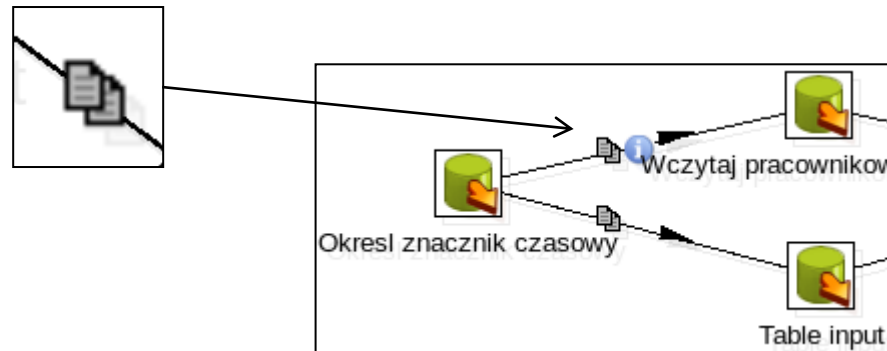 Wczytaj pracownikow
Okresl znacznik czasowy
Table input